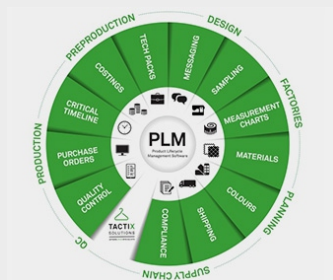 PREPRODUCTION
DESIGN
FACTORIES
PLANNING
SUPPLY CHAIN
QC
PRODUCTION
TECH PACKS
MESSAGING
SAMPLING
MEASUREMENT
CHARTS
MATERIALS
COLOURS
SHIPPING
COMPLIANCE
QUALITY
CONTROL
PURCHASE
ORDERS
CRITICAL
TIMELINE
COSTINGS
PLM
Product Lifecycle
Management Software
TACTIX
SOLUTIONS